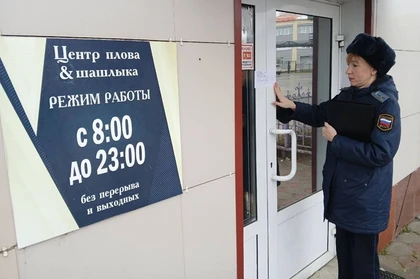 Центр плова
& шашлыка
РЕЖИМ РАБОТЫ
с 8:00
до 23:00
без перерыва
и выходных